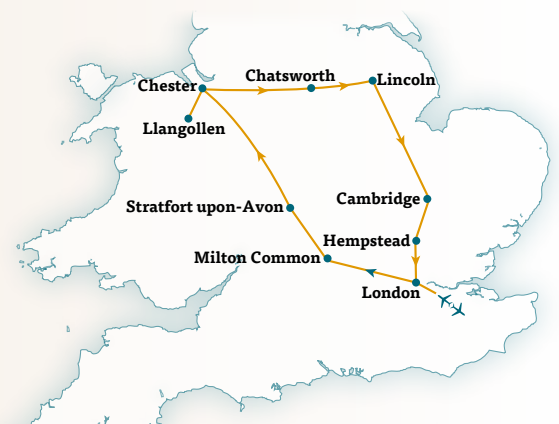 Chatsworth
Chester
Lincoln
Llangollen
Cambridge
Stratfort upon-Avon
Hempstead
Milton Common
London